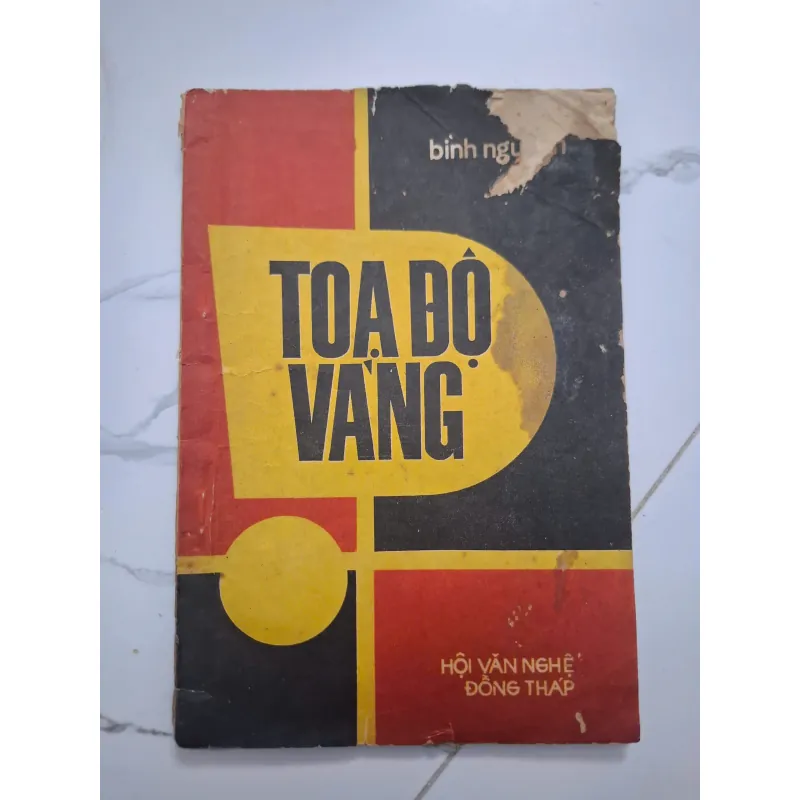 bình
TOẠ ĐỘ
VÀNG
HỘI VĂN NGHỆ
ĐỒNG THÁP